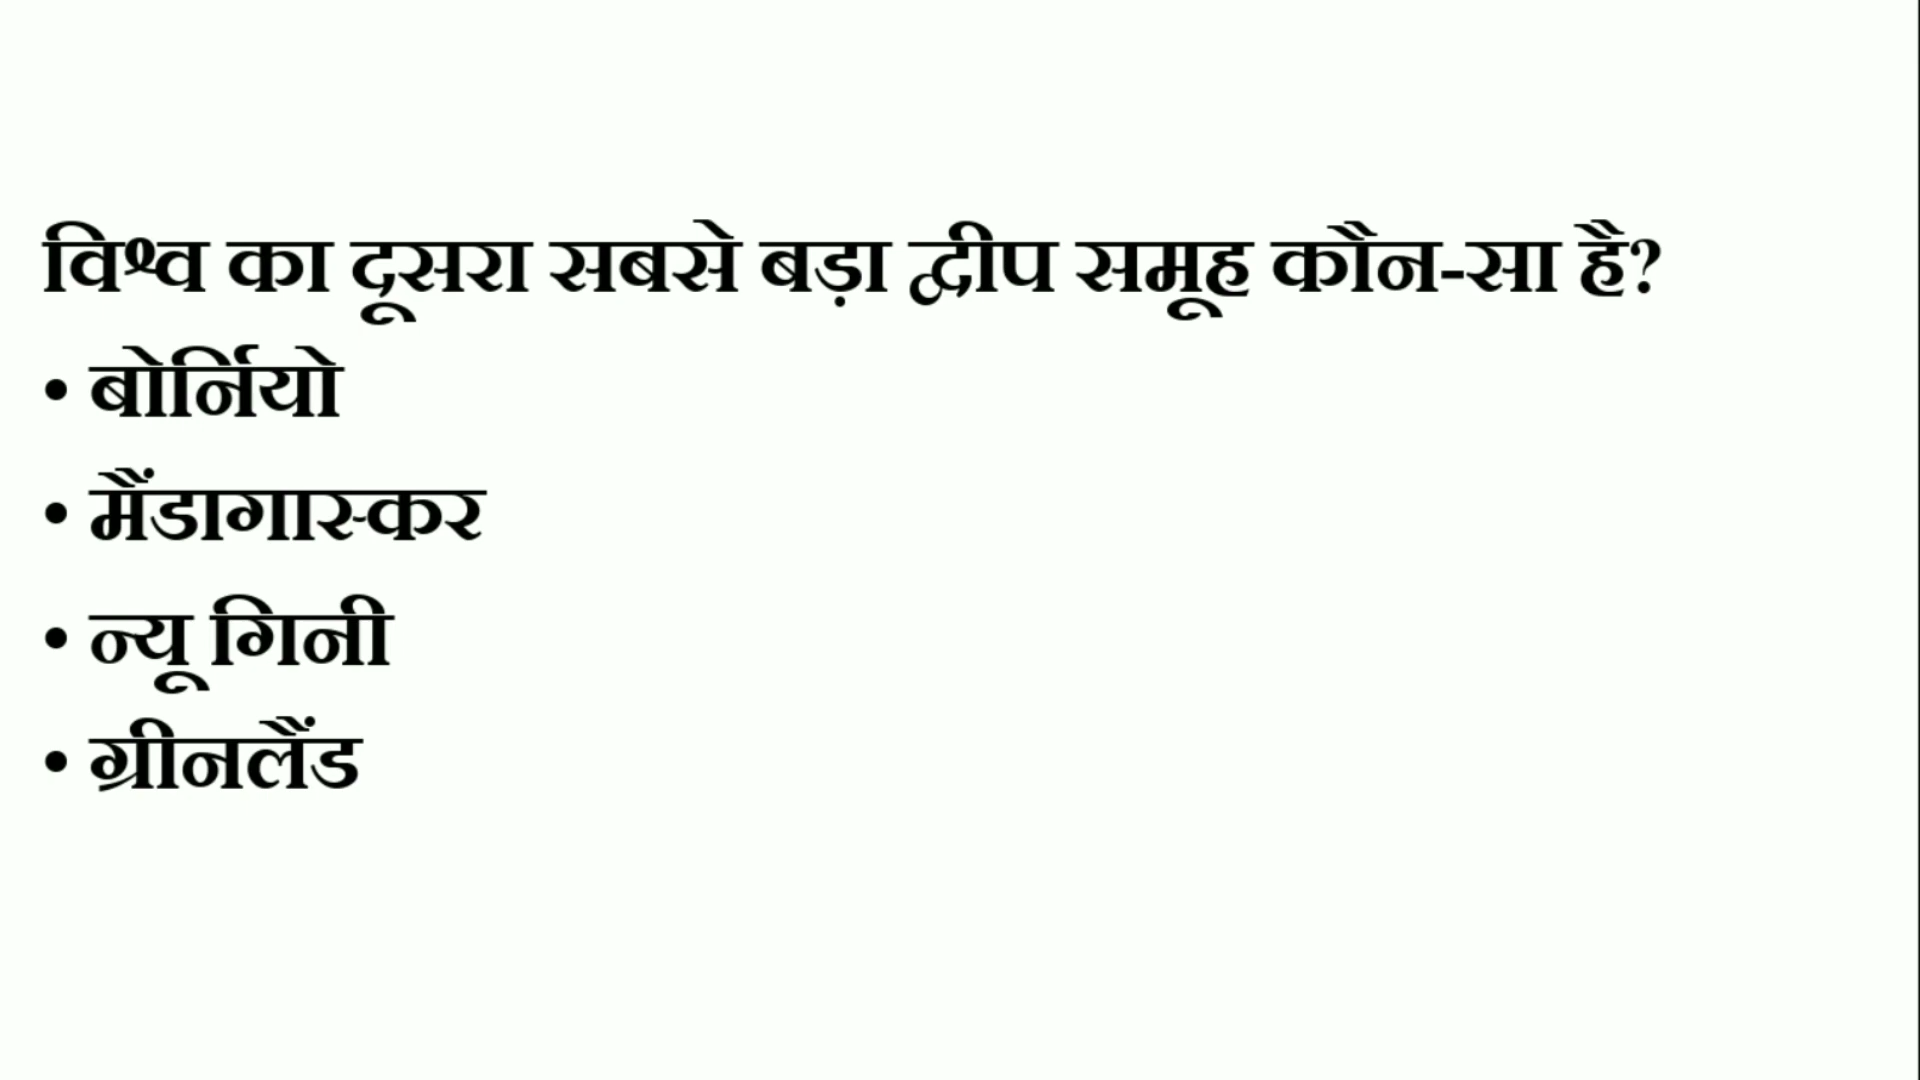 विश्व का दूसरा सबसे बड़ा द्वीप समूह कौन-सा है?
• बोर्नियो
• मैंडागास्कर
• न्यू गिनी
• ग्रीनलैंड